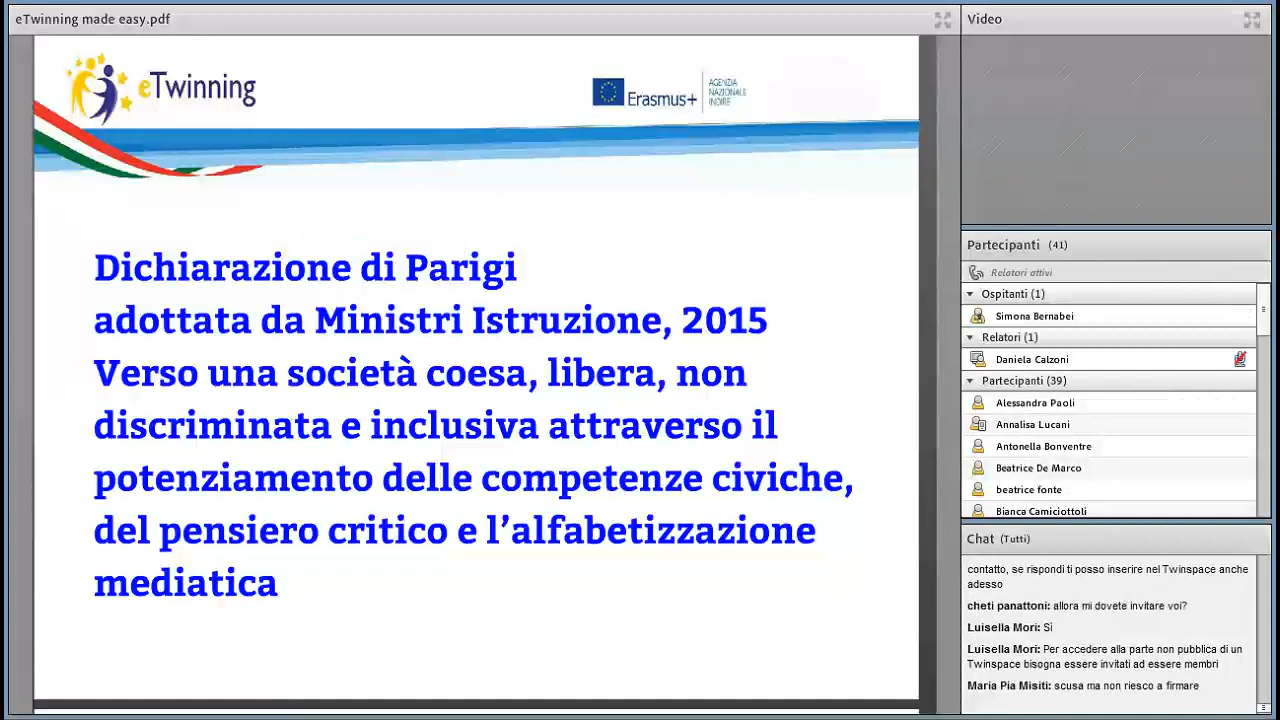 eTwinning made easy.pdf
eTwinning
Erasmus+
AGENZIA
NAZIONALE
INDIRE
Dichiarazione di Parigi
adottata da Ministri Istruzione, 2015
Verso una società coesa, libera, non
discriminata e inclusiva attraverso il
potenziamento delle competenze civiche,
del pensiero critico e l’alfabetizzazione
mediatica
Video
Partecipanti (41)
Relatori attivi
Ospitanti (1)
Simona Bernabei
Relatori (1)
Daniela Calzoni
Partecipanti (39)
Alessandra Paoli
Annalisa Lucani
Antonella Bonventre
Beatrice De Marco
beatrice fonte
Bianca Camiciottoli
Chat (Tutti)
contatto, se rispondi ti posso inserire nel Twinspace anche
adesso
cheti panattoni: allora mi dovete invitare voi?
Luisella Mori: Sì
Luisella Mori: Per accedere alla parte non pubblica di un
Twinspace bisogna essere invitati ad essere membri
Maria Pia Misiti: scusa ma non riesco a firmare